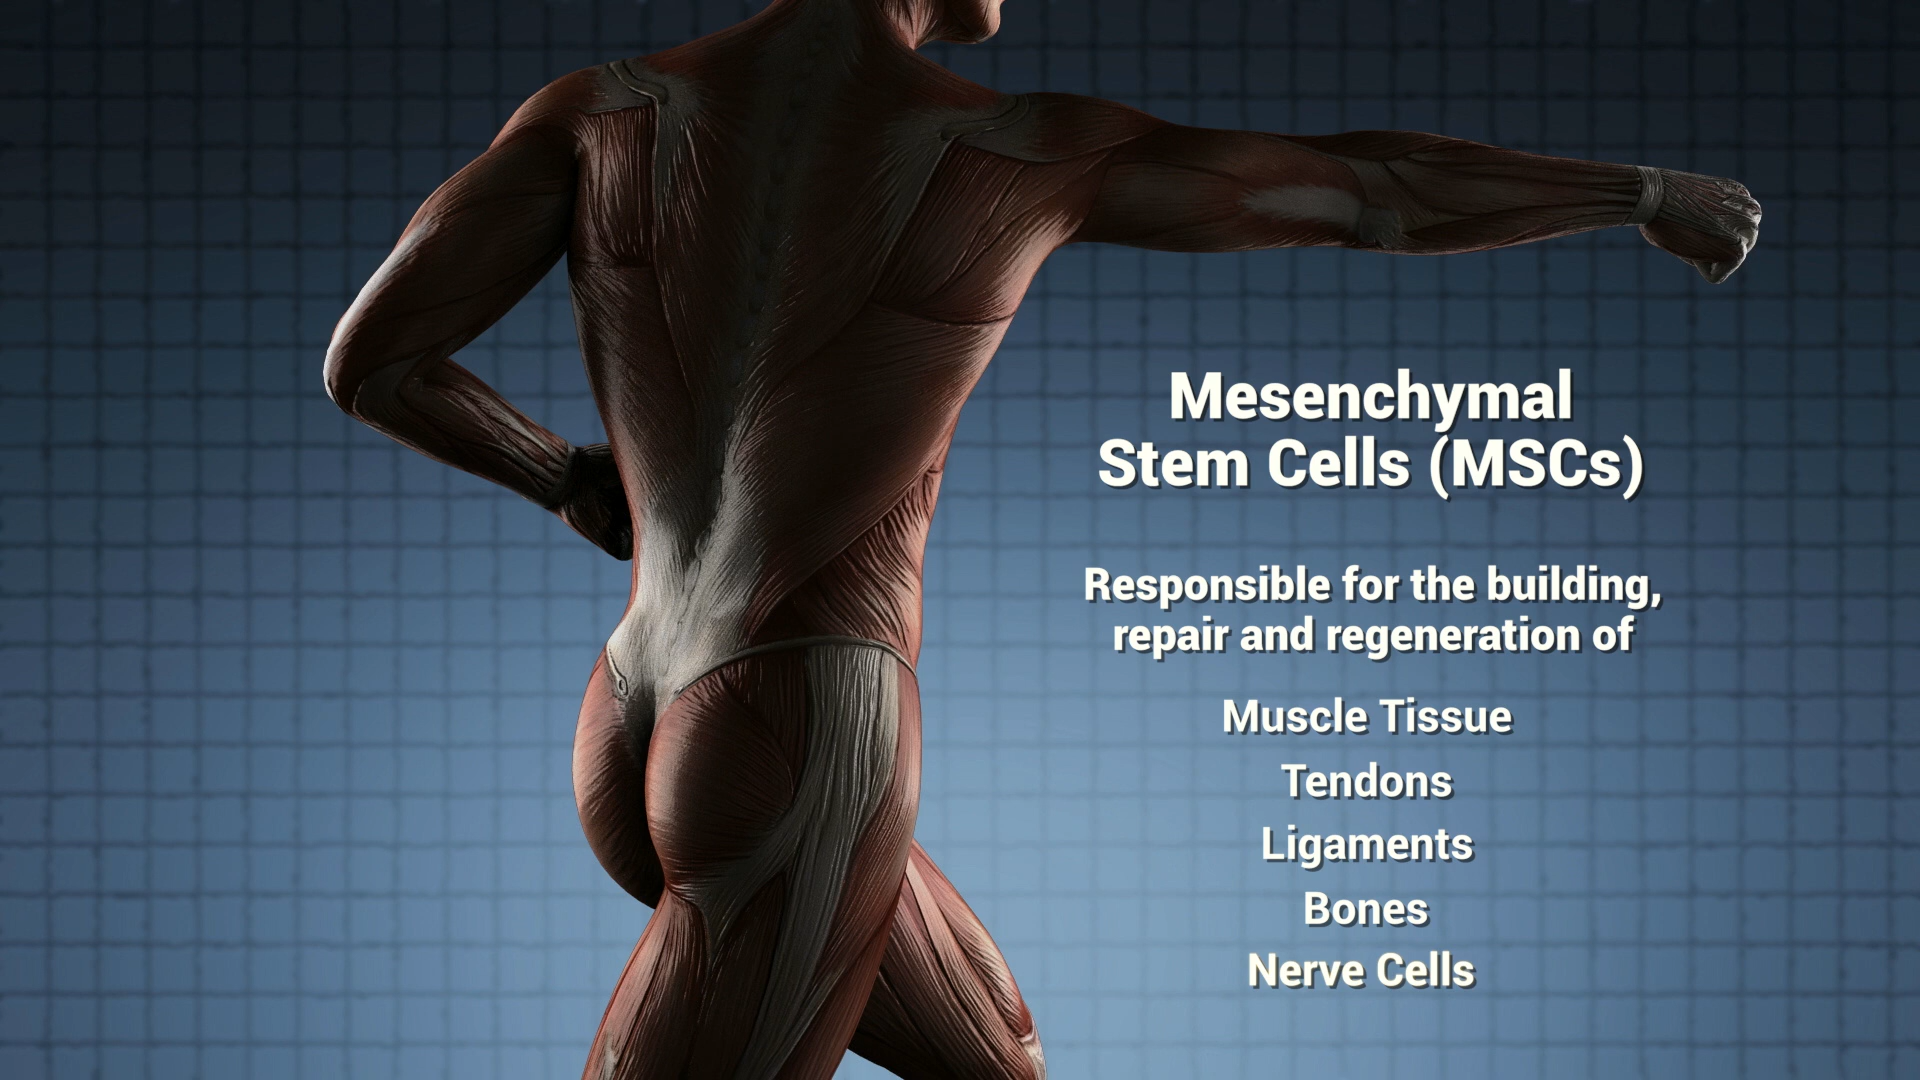 Mesenchymal
Stem Cells (MSCs)
Responsible for the building,
repair and regeneration of
Muscle Tissue
Tendons
Ligaments
Bones
Nerve Cells